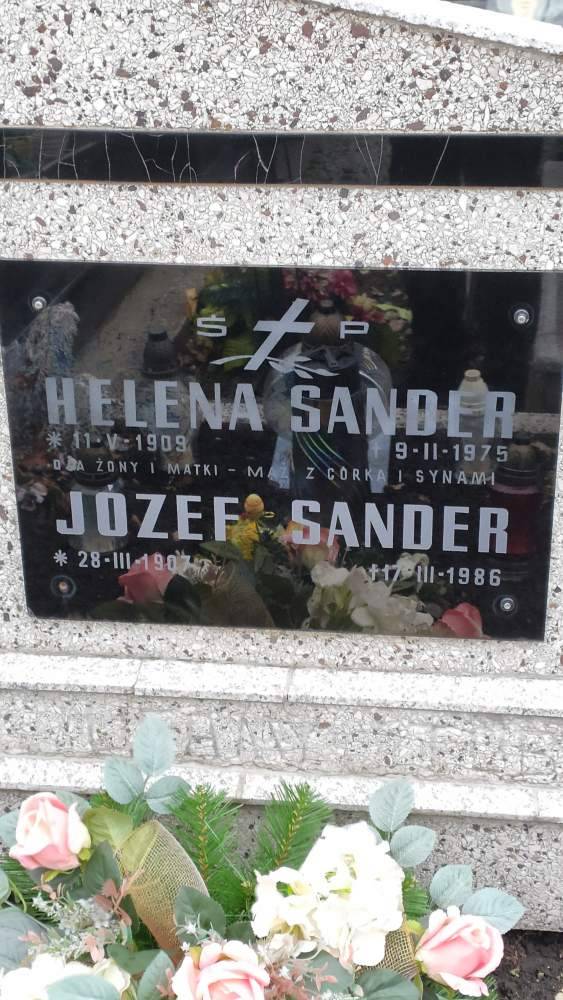 Ś P
HELENA SANDER
* 11-V-1909 † 9-II-1975
DLA ŻONY I MATKI - MĄŻ Z CÓRKĄ I SYNAMI
JÓZEF SANDER
* 28-III-1907 †17-III-1986